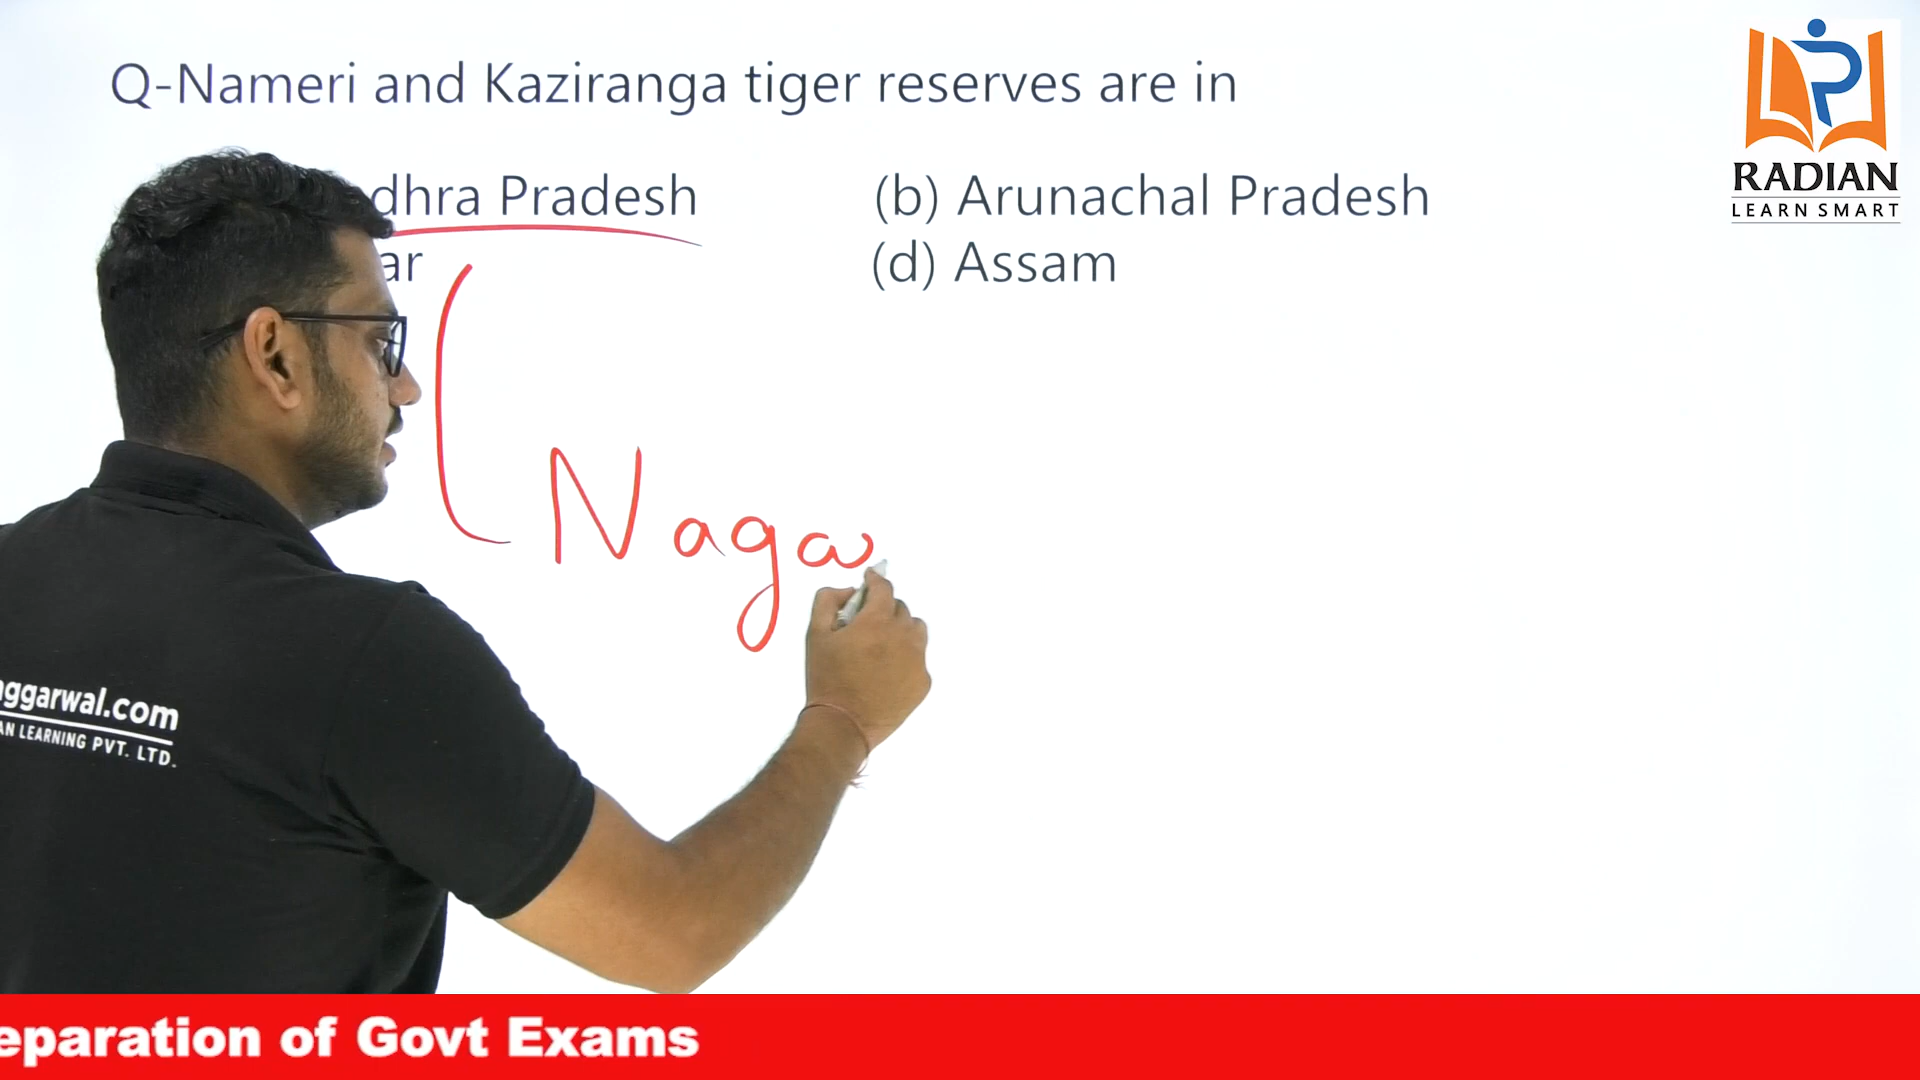 Q-Nameri and Kaziranga tiger reserves are in
dhra Pradesh
(b) Arunachal Pradesh
ar
(d) Assam
Naga
RADIAN
LEARN SMART
ggarwal.com
AN LEARNING PVT. LTD.
eparation of Govt Exams